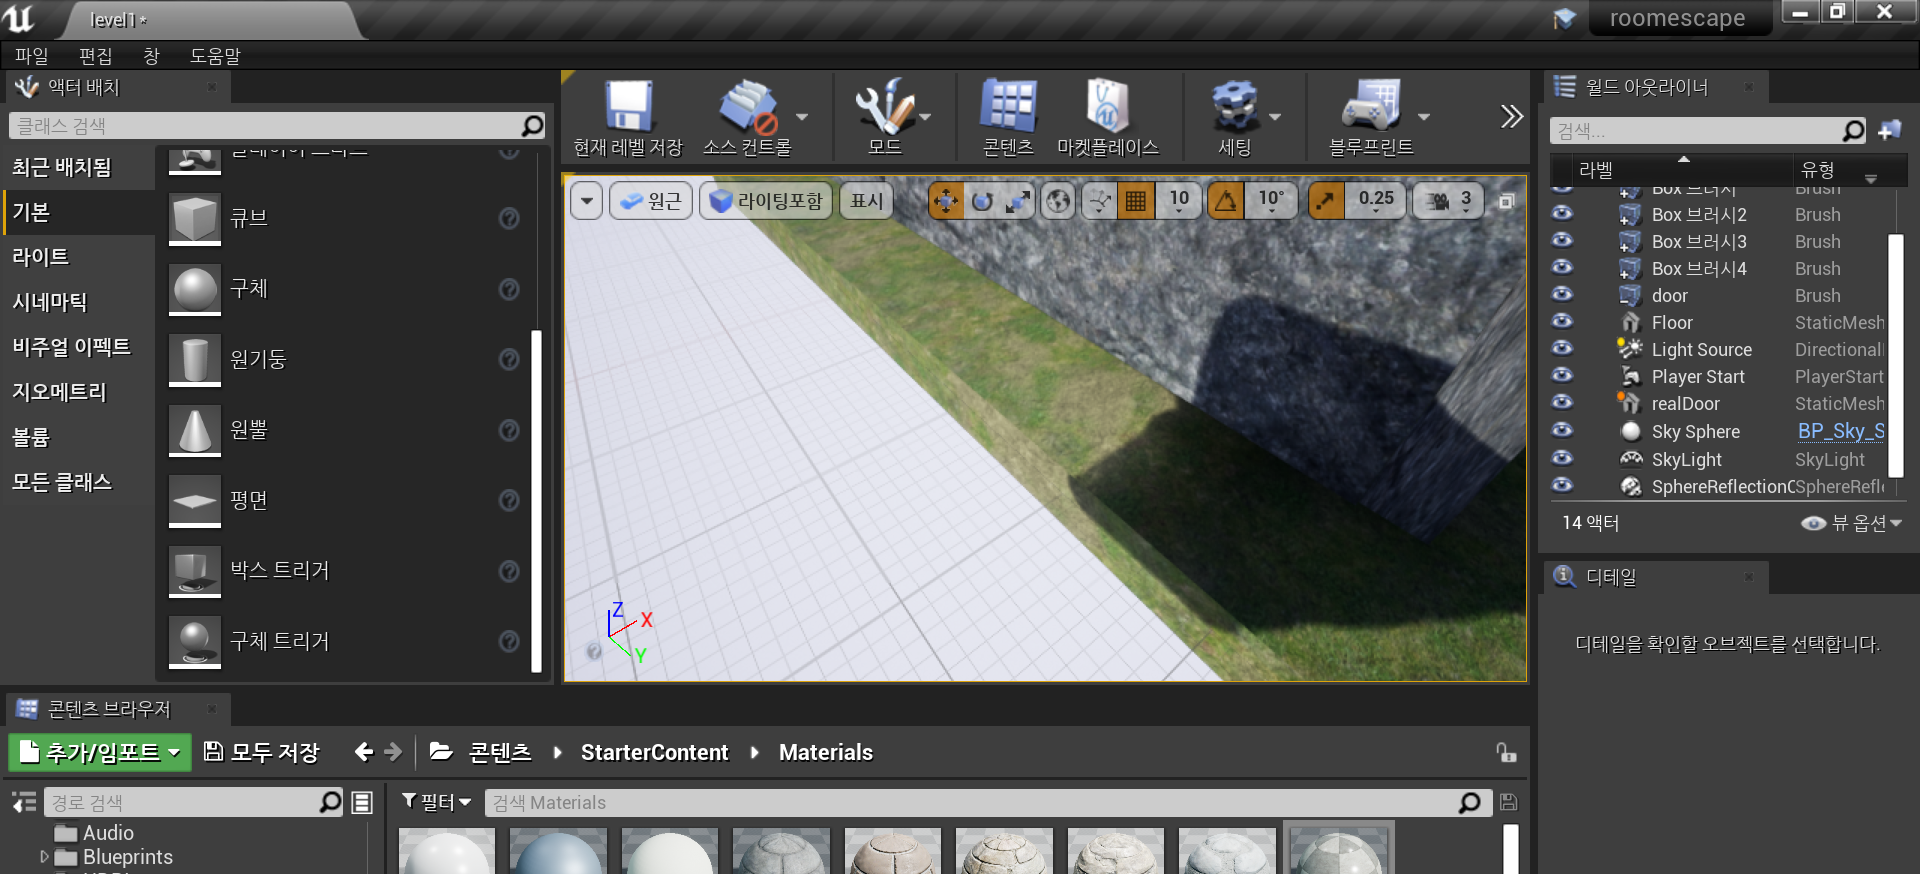 level1*
roomescape
파일 편집 창 도움말
액터 배치
클래스 검색
최근 배치됨
기본
라이트
시네마틱
비주얼 이펙트
지오메트리
볼륨
모든 클래스
큐브
구체
원기둥
원뿔
평면
박스 트리거
구체 트리거
현재 레벨 저장
소스 컨트롤
모드
콘텐츠
마켓플레이스
세팅
블루프린트
원근
라이팅포함
표시
10
10°
0.25
3
Z
X
Y
월드 아웃라이너
검색...
라벨 유형
Box 브러시 Brush
Box 브러시2 Brush
Box 브러시3 Brush
Box 브러시4 Brush
door Brush
Floor StaticMesh
Light Source Directional
Player Start PlayerStart
realDoor StaticMesh
Sky Sphere BP_Sky_S
SkyLight SkyLight
SphereReflectionC SphereRefle
14 액터
뷰 옵션
디테일
디테일을 확인할 오브젝트를 선택합니다.
콘텐츠 브라우저
추가/임포트
모두 저장
콘텐츠
StarterContent
Materials
경로 검색
필터
검색 Materials
Audio
Blueprints